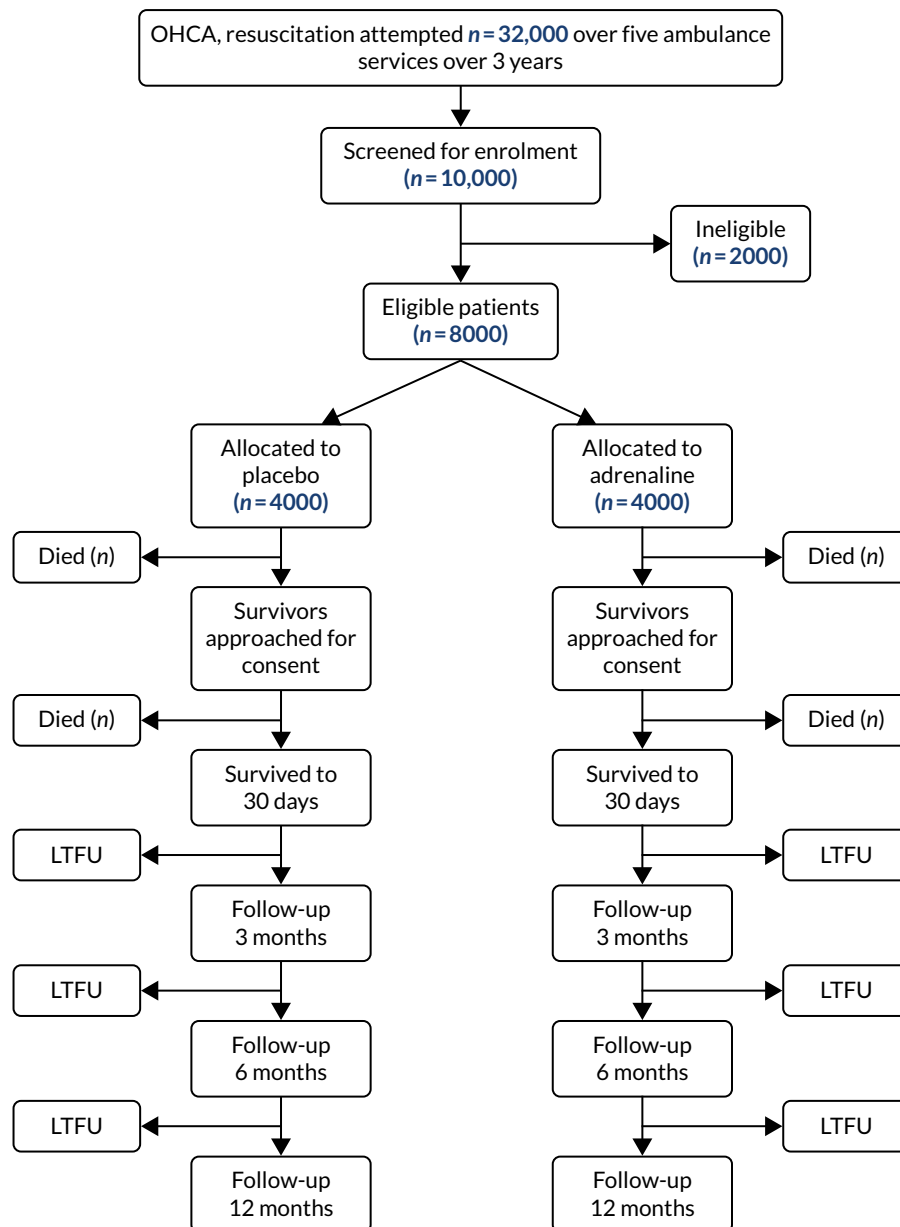 OHCA, resuscitation attempted n = 32,000 over five ambulance
services over 3 years
Screened for enrolment
(n = 10,000)
Ineligible
(n = 2000)
Eligible patients
(n = 8000)
Allocated to
placebo
(n = 4000)
Allocated to
adrenaline
(n = 4000)
Died (n)
Died (n)
Survivors
approached for
consent
Survivors
approached for
consent
Died (n)
Died (n)
Survived to
30 days
Survived to
30 days
LTFU
LTFU
Follow-up
3 months
Follow-up
3 months
LTFU
LTFU
Follow-up
6 months
Follow-up
6 months
LTFU
LTFU
Follow-up
12 months
Follow-up
12 months